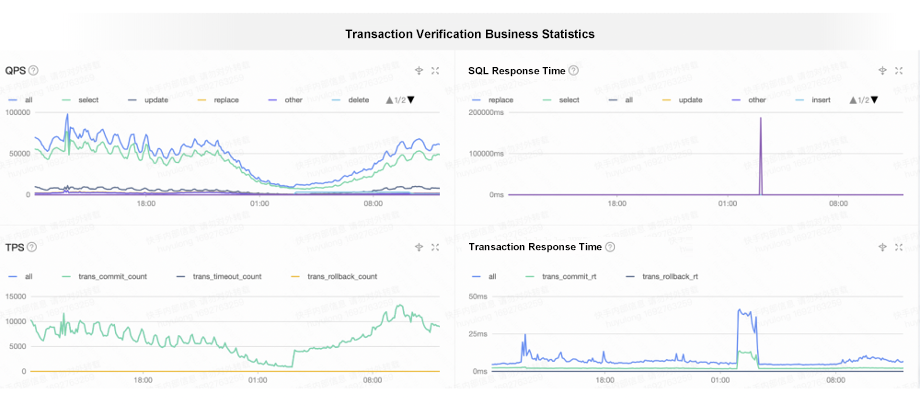 Transaction Verification Business Statistics
QPS ?
all select update replace other delete ▲1/2▼
100000
50000
0
18:00 01:00 08:00
SQL Response Time ?
replace select all update other insert ▲1/2▼
200000ms
100000ms
0ms
18:00 01:00 08:00
TPS ?
all trans_commit_count trans_timeout_count trans_rollback_count
15000
10000
5000
0
18:00 01:00 08:00
Transaction Response Time ?
all trans_commit_rt trans_rollback_rt
50ms
25ms
0ms
18:00 01:00 08:00